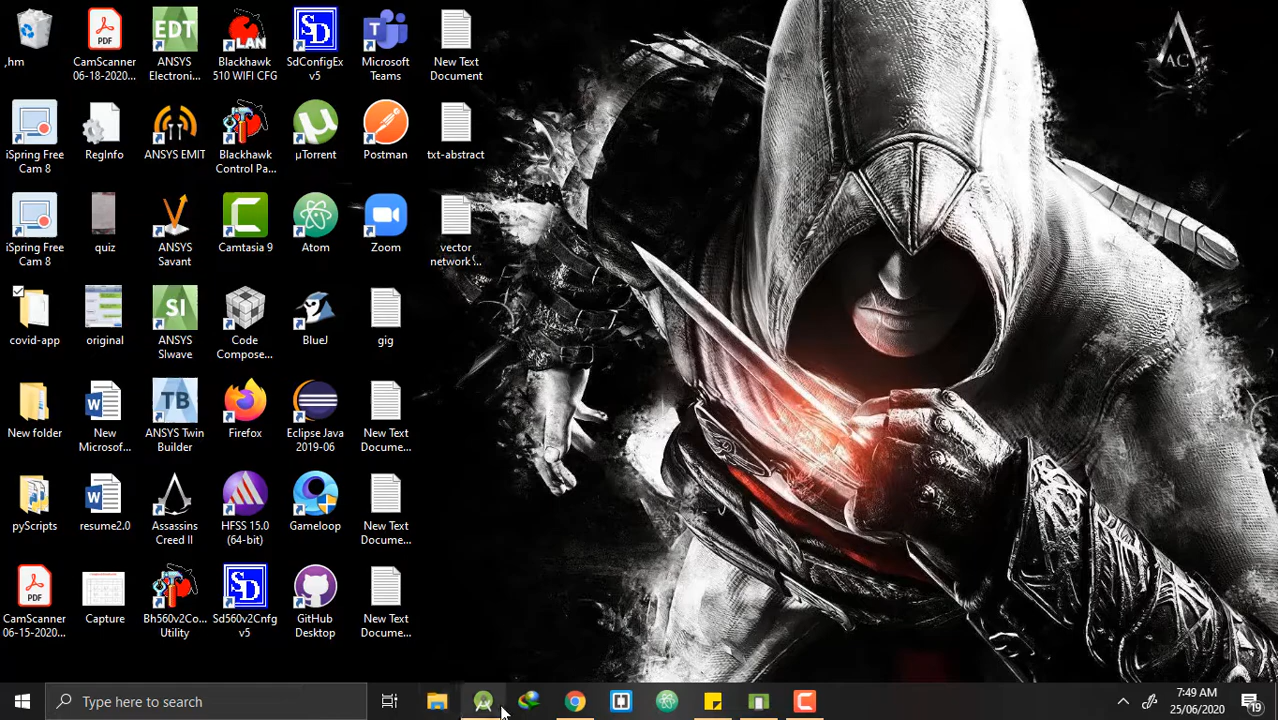 ,hm
CamScanner
06-18-2020...
EDT
ANSYS
Electroni...
LAN
Blackhawk
510 WIFI CFG
SD
SdConfigEx
v5
Microsoft
Teams
New Text
Document
AC
iSpring Free
Cam 8
RegInfo
ANSYS EMIT
Blackhawk
Control Pa...
µTorrent
Postman
txt-abstract
iSpring Free
Cam 8
quiz
ANSYS
Savant
Camtasia 9
Atom
Zoom
vector
network ...
covid-app
original
SI
ANSYS
SIwave
Code
Compose...
BlueJ
gig
New folder
New
Microsof...
TB
ANSYS Twin
Builder
Firefox
Eclipse Java
2019-06
New Text
Docume...
pyScripts
resume2.0
Assassins
Creed II
HFSS 15.0
(64-bit)
Gameloop
New Text
Docume...
PDF
CamScanner
06-15-2020...
Capture
Bh560v2Co...
Utility
SD
Sd560v2Cnfg
v5
GitHub
Desktop
New Text
Docume...
Type here to search
7:49 AM
25/06/2020
19